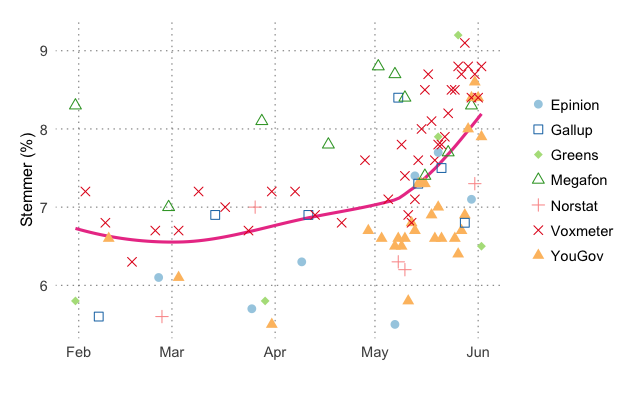 Stemmer (%)
9
8
7
6
Feb
Mar
Apr
May
Jun
Epinion
Gallup
Greens
Megafon
Norstat
Voxmeter
YouGov